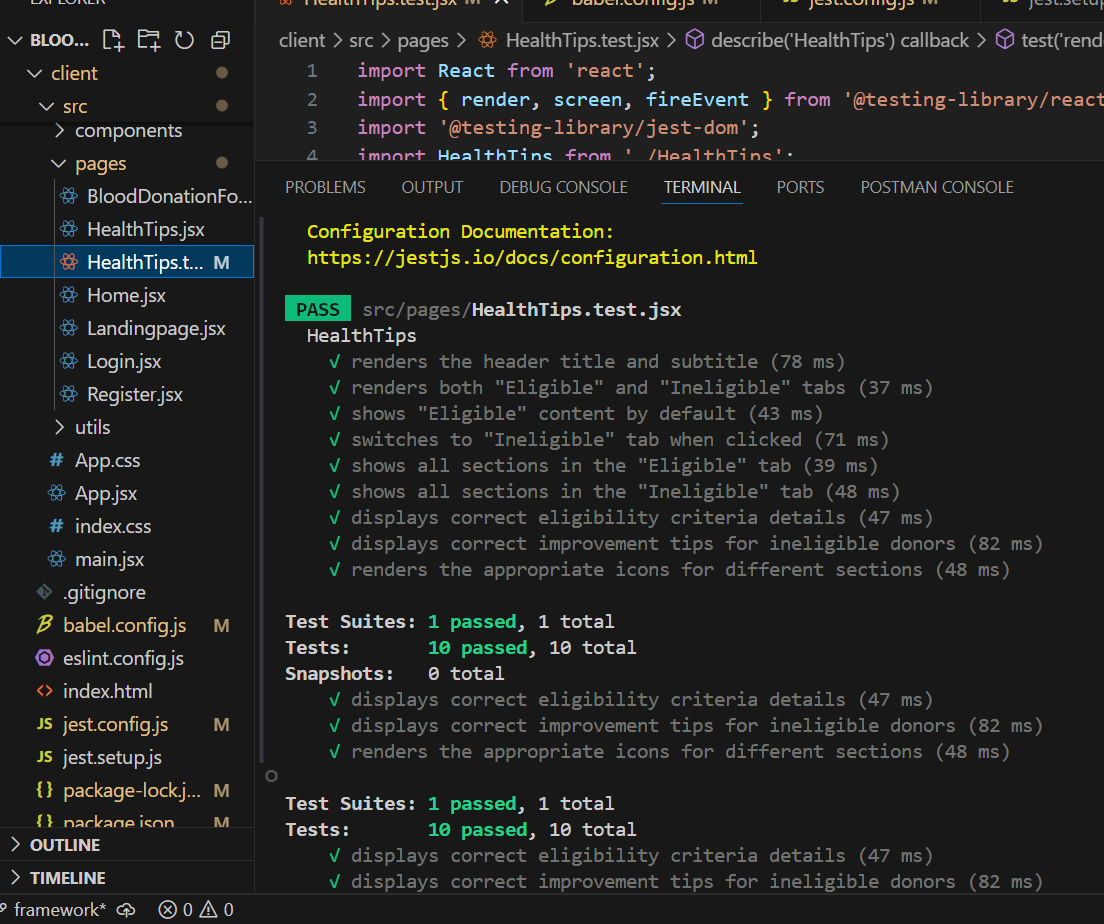 EXPLORER
BLOO...
client
src
components
pages
BloodDonationFo...
HealthTips.jsx
HealthTips.t... M
Home.jsx
Landingpage.jsx
Login.jsx
Register.jsx
utils
# App.css
App.jsx
# index.css
main.jsx
.gitignore
babel.config.js M
eslint.config.js
<> index.html
JS jest.config.js M
JS jest.setup.js
{} package-lock.j... M
{} package.json M
OUTLINE
TIMELINE
framework* 0 0
HealthTips.test.jsx M babel.config.js M jest.config.js M jest.setup
client > src > pages > HealthTips.test.jsx > describe('HealthTips') callback > test('rend
1 import React from 'react';
2 import { render, screen, fireEvent } from '@testing-library/react
3 import '@testing-library/jest-dom';
4 import HealthTips from './HealthTips';
PROBLEMS OUTPUT DEBUG CONSOLE TERMINAL PORTS POSTMAN CONSOLE
Configuration Documentation:
https://jestjs.io/docs/configuration.html
PASS src/pages/HealthTips.test.jsx
HealthTips
√ renders the header title and subtitle (78 ms)
√ renders both "Eligible" and "Ineligible" tabs (37 ms)
√ shows "Eligible" content by default (43 ms)
√ switches to "Ineligible" tab when clicked (71 ms)
√ shows all sections in the "Eligible" tab (39 ms)
√ shows all sections in the "Ineligible" tab (48 ms)
√ displays correct eligibility criteria details (47 ms)
√ displays correct improvement tips for ineligible donors (82 ms)
√ renders the appropriate icons for different sections (48 ms)
Test Suites: 1 passed, 1 total
Tests: 10 passed, 10 total
Snapshots: 0 total
√ displays correct eligibility criteria details (47 ms)
√ displays correct improvement tips for ineligible donors (82 ms)
√ renders the appropriate icons for different sections (48 ms)
Test Suites: 1 passed, 1 total
Tests: 10 passed, 10 total
√ displays correct eligibility criteria details (47 ms)
√ displays correct improvement tips for ineligible donors (82 ms)